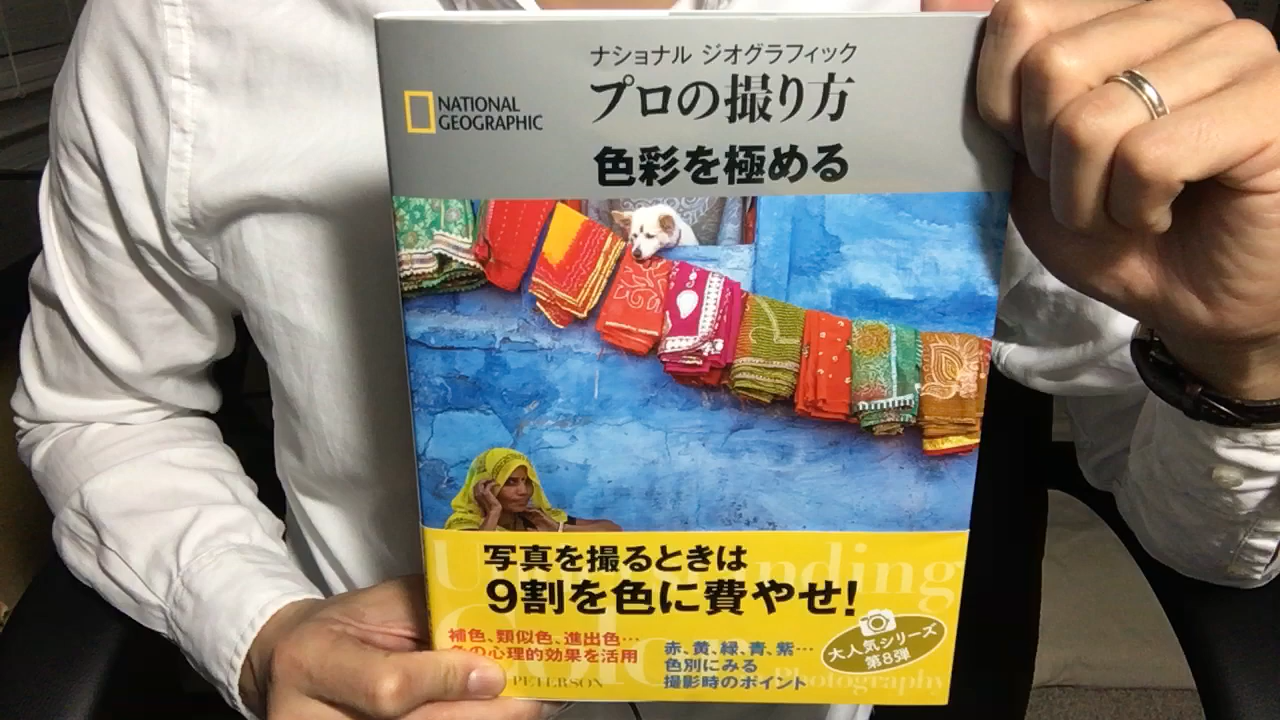 ナショナル ジオグラフィック
プロの撮り方
色彩を極める
NATIONAL
GEOGRAPHIC
写真を撮るときは
9割を色に費やせ!
補色、類似色、進出色…
の心理的効果を活用
赤、黄、緑、青、紫…
色別にみる
撮影時のポイント
大人気シリーズ
第8弾
PETERSON
Photography